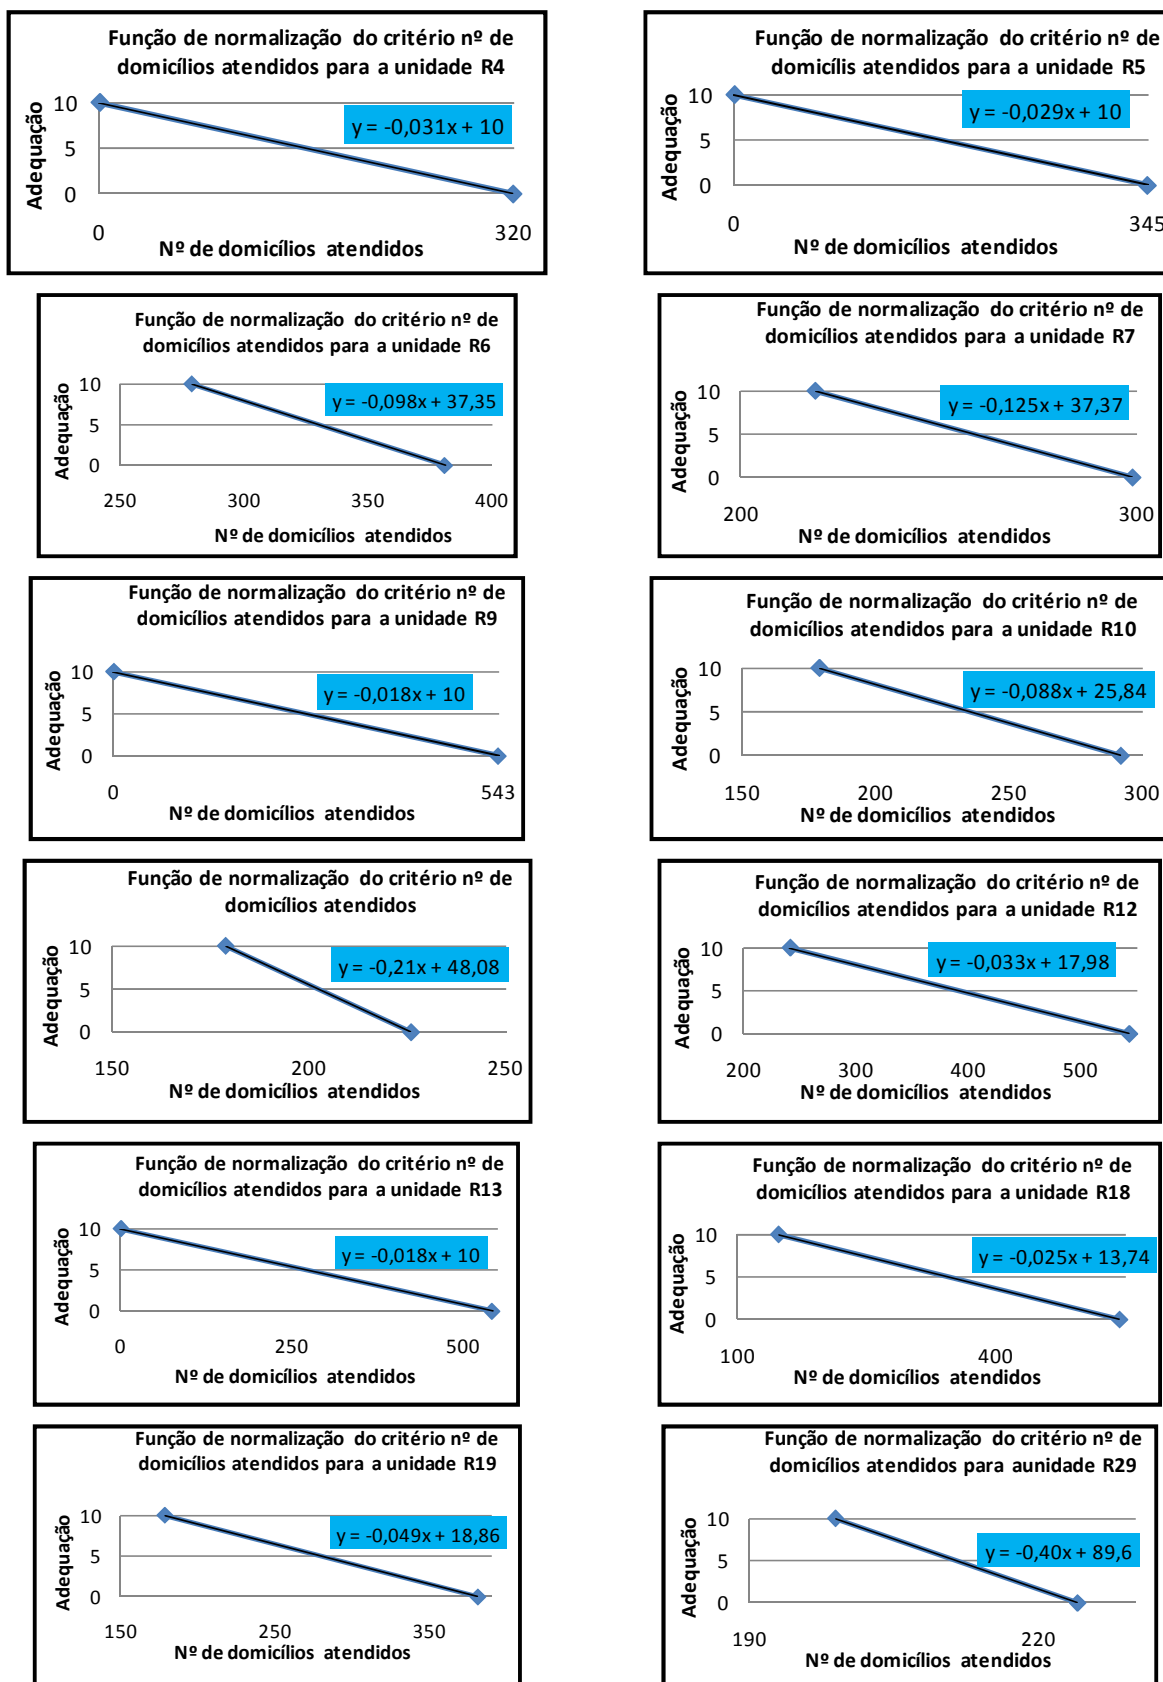 Função de normalização do critério nº de
domicílios atendidos para a unidade R4
Adequação
10
5
0
y = -0,031x + 10
0
320
Nº de domicílios atendidos
Função de normalização do critério nº de
domicílis atendidos para a unidade R5
Adequação
10
5
0
y = -0,029x + 10
0
345
Nº de domicílios atendidos
Função de normalização do critério nº de
domicílios atendidos para a unidade R6
Adequação
10
5
0
y = -0,098x + 37,35
250
300
350
400
Nº de domicílios atendidos
Função de normalização do critério nº de
domicílios atendidos para a unidade R7
Adequação
10
5
0
y = -0,125x + 37,37
200
300
Nº de domicílios atendidos
Função de normalização do critério nº de
domicílios atendidos para a unidade R9
Adequação
10
5
0
y = -0,018x + 10
0
543
Nº de domicílios atendidos
Função de normalização do critério nº de
domicílios atendidos para a unidade R10
Adequação
10
5
0
y = -0,088x + 25,84
150
200
250
300
Nº de domicílios atendidos
Função de normalização do critério nº de
domicílios atendidos
Adequação
10
5
0
y = -0,21x + 48,08
150
200
250
Nº de domicílios atendidos
Função de normalização do critério nº de
domicílios atendidos para a unidade R12
Adequação
10
5
0
y = -0,033x + 17,98
200
300
400
500
Nº de domicílios atendidos
Função de normalização do critério nº de
domicílios atendidos para a unidade R13
Adequação
10
5
0
y = -0,018x + 10
0
250
500
Nº de domicílios atendidos
Função de normalização do critério nº de
domicílios atendidos para a unidade R18
Adequação
10
5
0
y = -0,025x + 13,74
100
400
Nº de domicílios atendidos
Função de normalização do critério nº de
domicílios atendidos para a unidade R19
Adequação
10
5
0
y = -0,049x + 18,86
150
250
350
Nº de domicílios atendidos
Função de normalização do critério nº de
domicílios atendidos para aunidade R29
Adequação
10
5
0
y = -0,40x + 89,6
190
220
Nº de domicílios atendidos